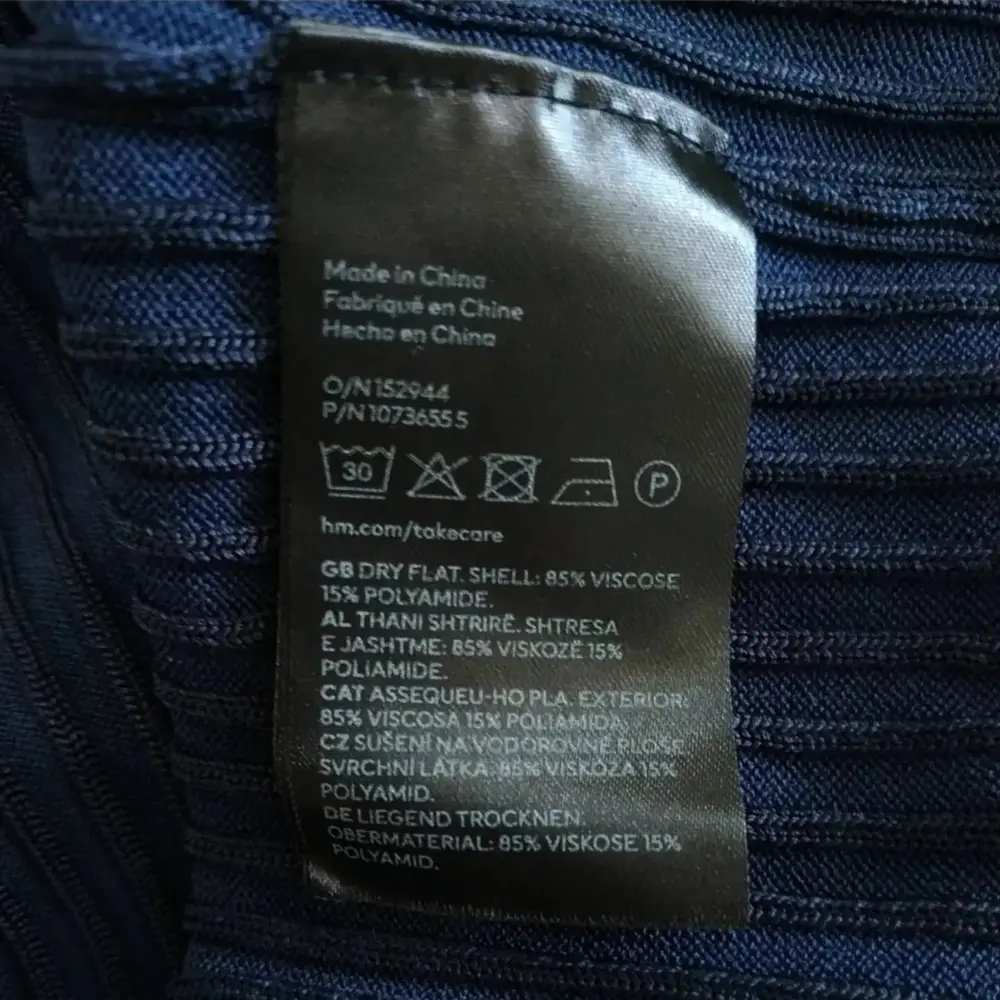 Made in China
Fabriqué en Chine
Hecho en China
O/N 152944
P/N 10736555
30 P
hm.com/takecare
GB DRY FLAT. SHELL: 85% VISCOSE
15% POLYAMIDE.
AL THANI SHTRIRË. SHTRESA
E JASHTME: 85% VISKOZË 15%
POLIAMIDE.
CAT ASSEQUEU-HO PLA. EXTERIOR:
85% VISCOSA 15% POLIAMIDA.
CZ SUŠENÍ NA VODOROVNÉ PLOŠE
SVRCHNÍ LÁTKA: 85% VISKÓZA 15%
POLYAMID.
DE LIEGEND TROCKNEN.
OBERMATERIAL: 85% VISKOSE 15%
POLYAMID.